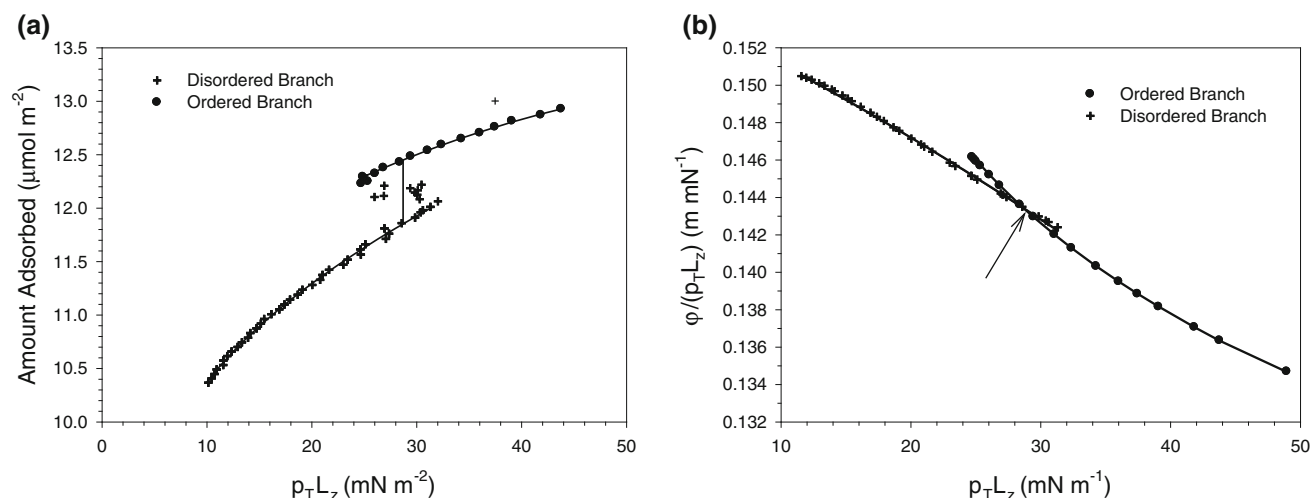 (a)
13.5
13.0
12.5
12.0
11.5
11.0
10.5
10.0
Amount Adsorbed (μmol m⁻²)
Disordered Branch
Ordered Branch
0 10 20 30 40 50
pTLz (mN m⁻²)
(b)
0.152
0.150
0.148
0.146
0.144
0.142
0.140
0.138
0.136
0.134
0.132
φ/(pTLz) (m mN⁻¹)
Ordered Branch
Disordered Branch
10 20 30 40 50
pTLz (mN m⁻¹)